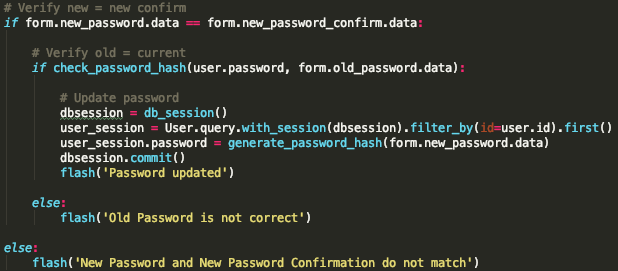 # Verify new = new confirm
if form.new_password.data == form.new_password_confirm.data:
# Verify old = current
if check_password_hash(user.password, form.old_password.data):
# Update password
dbsession = db_session()
user_session = User.query.with_session(dbsession).filter_by(id=user.id).first()
user_session.password = generate_password_hash(form.new_password.data)
dbsession.commit()
flash('Password updated')
else:
flash('Old Password is not correct')
else:
flash('New Password and New Password Confirmation do not match')